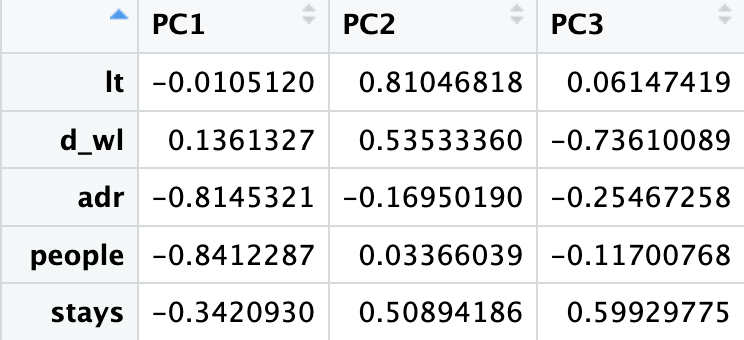 PC1 PC2 PC3
lt -0.0105120 0.81046818 0.06147419
d_wl 0.1361327 0.53533360 -0.73610089
adr -0.8145321 -0.16950190 -0.25467258
people -0.8412287 0.03366039 -0.11700768
stays -0.3420930 0.50894186 0.59929775